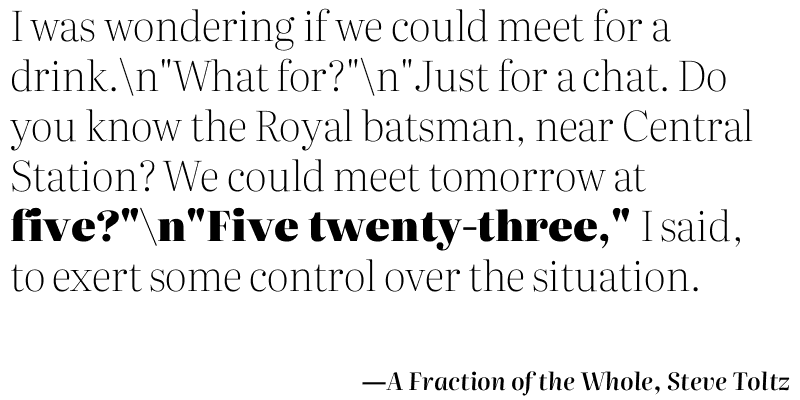 I was wondering if we could meet for a
drink.\n"What for?"\n"Just for a chat. Do
you know the Royal batsman, near Central
Station? We could meet tomorrow at
five?"\n"Five twenty-three," I said,
to exert some control over the situation.
—A Fraction of the Whole, Steve Toltz